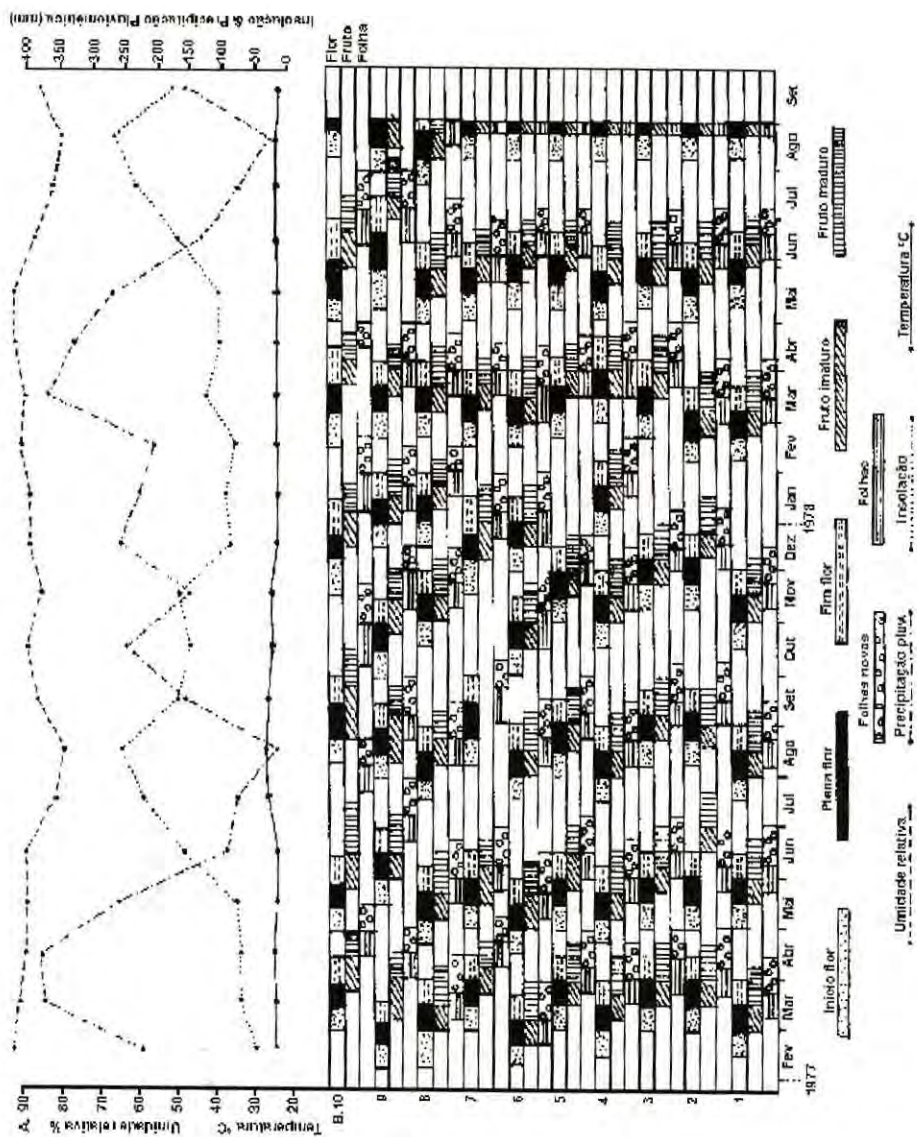 A.
Umidade relativa %
Temperatura °C
90
80
70
60
50
40
30
20
Insolução & Precipitação Pluviométrica (mm)
400
350
300
250
200
150
100
50
0
Flor
Fruto
Folha
B. 10
9
8
7
6
5
4
3
2
1
Fev
Mar
Abr
Mai
Jun
Jul
Ago
Set
Out
Nov
Dez
Jan
Fev
Mar
Abr
Mai
Jun
Jul
Ago
Set
1977
1978
Início flor
Plena flor
Fim flor
Fruto imaturo
Fruto maduro
Folhas novas
Folhas
Umidade relativa
Precipitação pluv.
Insolação
Temperatura °C